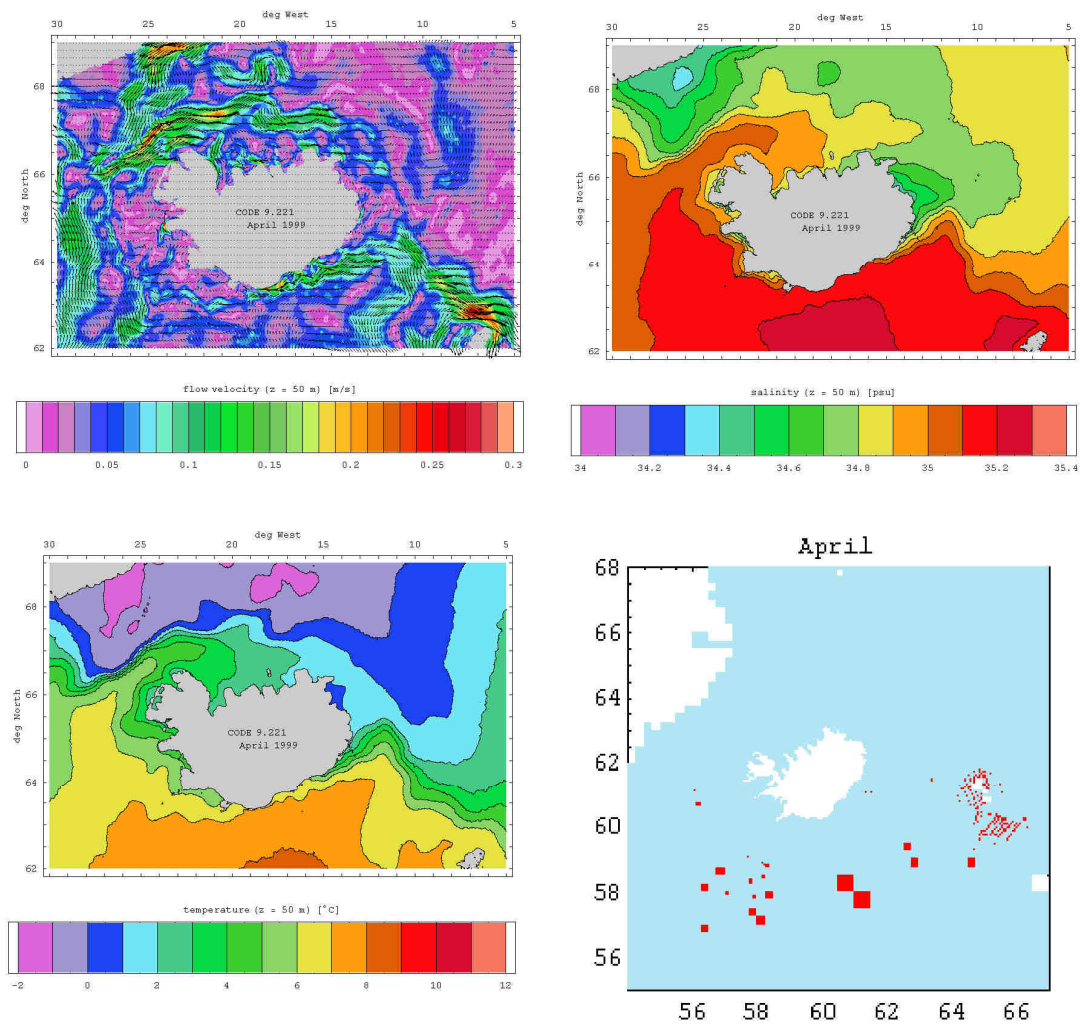 deg West
30 25 20 15 10 5
deg North
68
66
64
62
CODE 9.221
April 1999
flow velocity (z = 50 m) [m/s]
0 0.05 0.1 0.15 0.2 0.25 0.3
deg West
30 25 20 15 10 5
deg North
68
66
64
62
CODE 9.221
April 1999
salinity (z = 50 m) [psu]
34 34.2 34.4 34.6 34.8 35 35.2 35.4
deg West
30 25 20 15 10 5
deg North
68
66
64
62
CODE 9.221
April 1999
temperature (z = 50 m) [°C]
-2 0 2 4 6 8 10 12
April
68
66
64
62
60
58
56
56 58 60 62 64 66